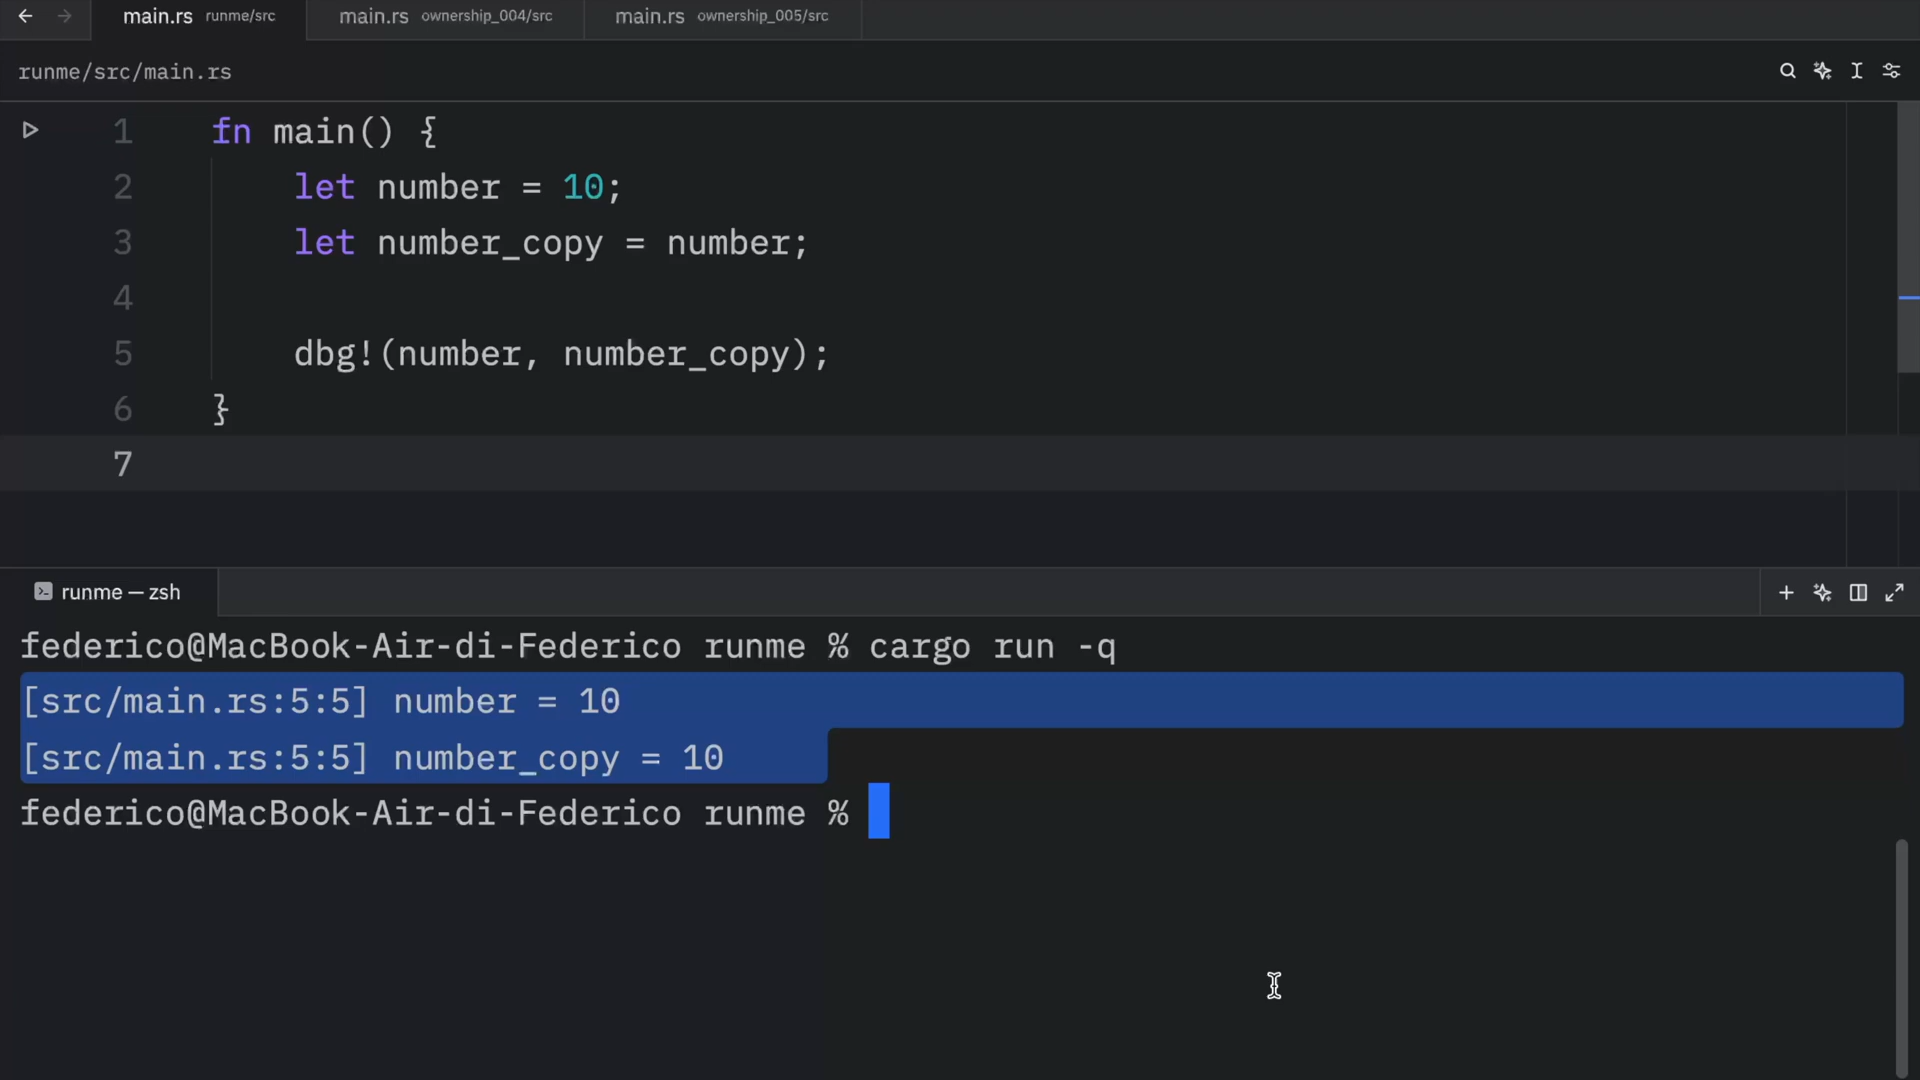 main.rs runme/src main.rs ownership_004/src main.rs ownership_005/src
runme/src/main.rs
1 fn main() {
2 let number = 10;
3 let number_copy = number;
4
5 dbg!(number, number_copy);
6 }
7
runme — zsh
federico@MacBook-Air-di-Federico runme % cargo run -q
[src/main.rs:5:5] number = 10
[src/main.rs:5:5] number_copy = 10
federico@MacBook-Air-di-Federico runme %